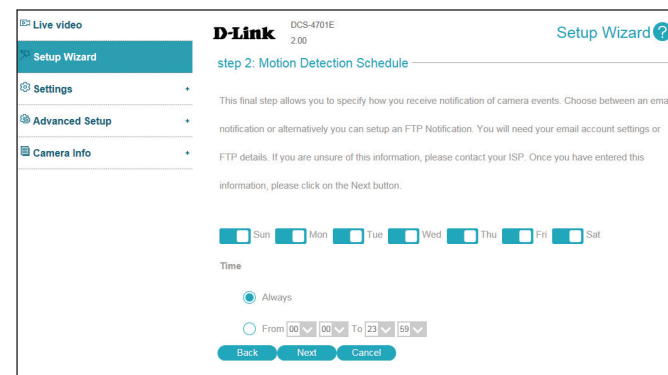 Live video
Setup Wizard
Settings +
Advanced Setup +
Camera Info +
D-Link DCS-4701E
2.00
Setup Wizard ?
step 2: Motion Detection Schedule
This final step allows you to specify how you receive notification of camera events. Choose between an ema
notification or alternatively you can setup an FTP Notification. You will need your email account settings or
FTP details. If you are unsure of this information, please contact your ISP. Once you have entered this
information, please click on the Next button.
Sun Mon Tue Wed Thu Fri Sat
Time
Always
From 00 00 To 23 59
Back Next Cancel